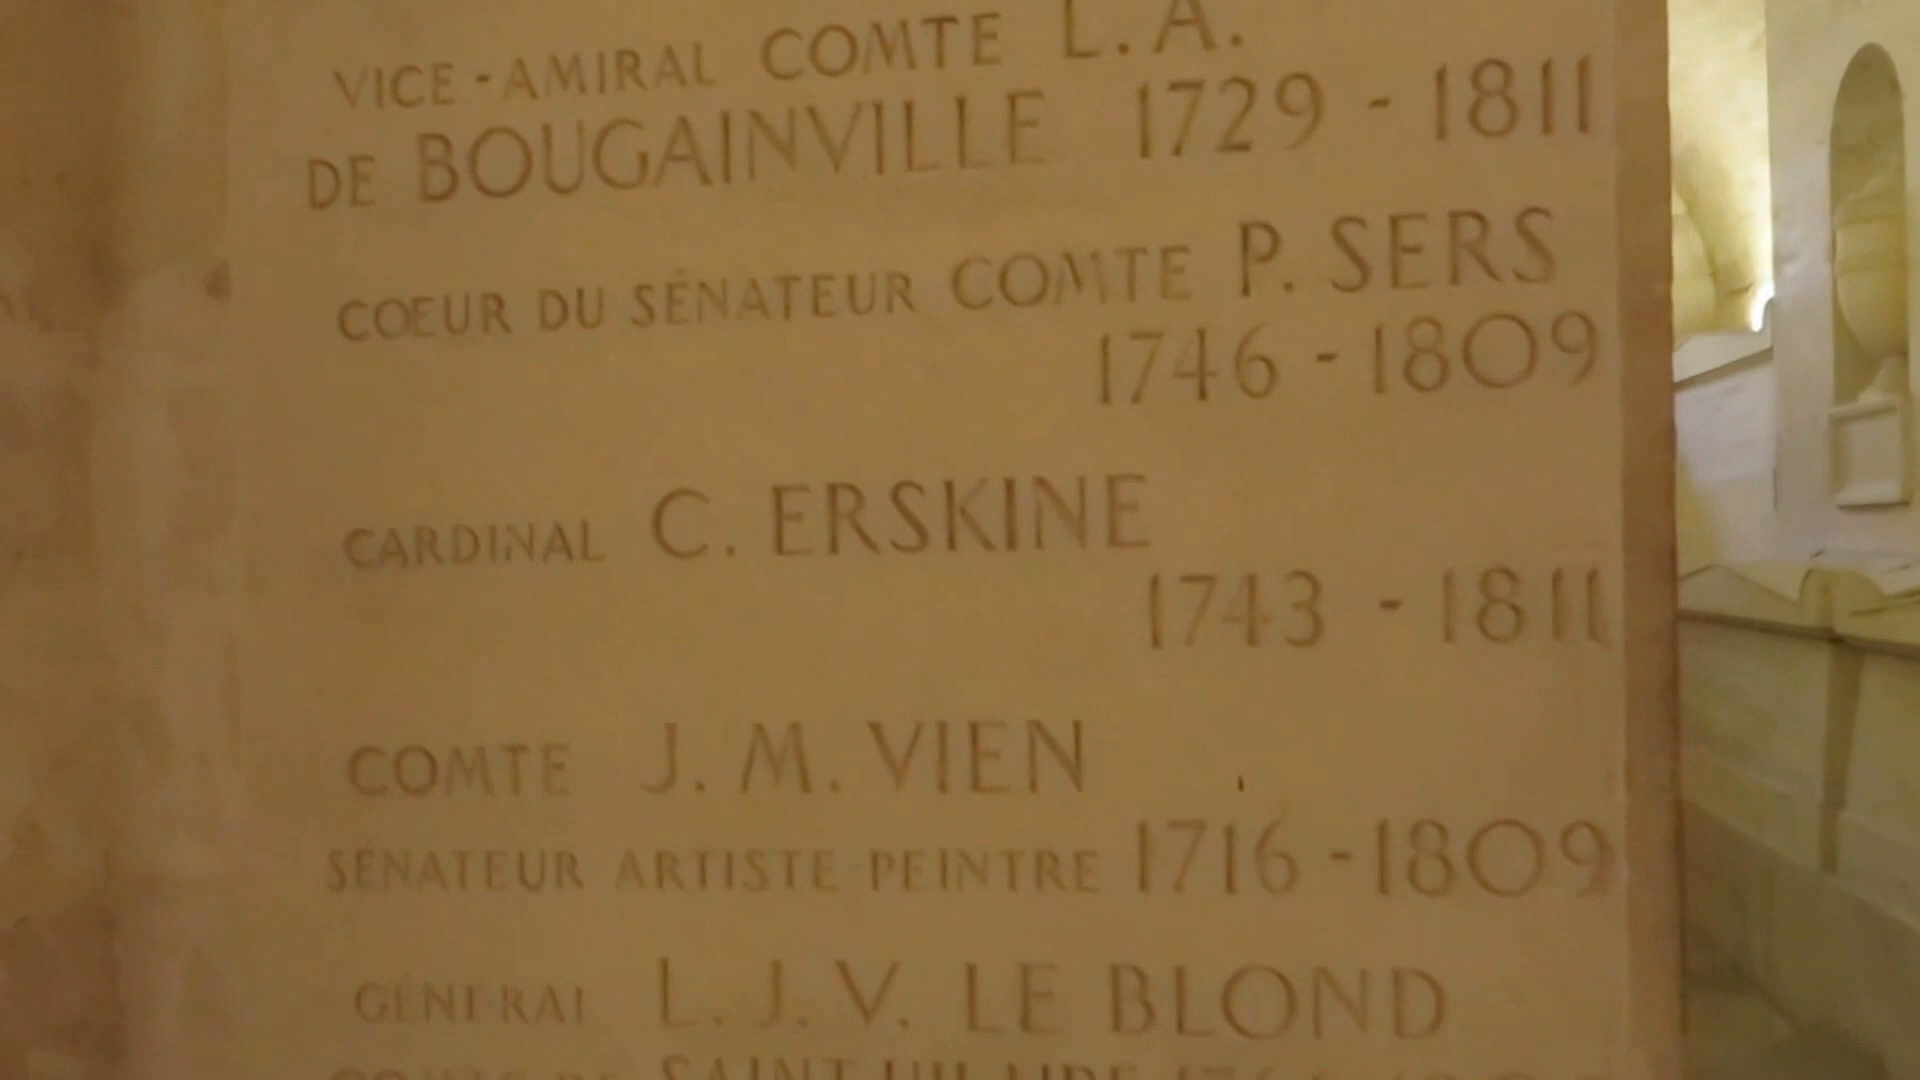 VICE-AMIRAL COMTE L. A.
DE BOUGAINVILLE 1729 - 1811
COEUR DU SÉNATEUR COMTE P. SERS
1746 - 1809
CARDINAL C. ERSKINE
1743 - 1811
COMTE J. M. VIEN
SÉNATEUR ARTISTE PEINTRE 1716 - 1809
GÉNÉRAL L. J. V. LE BLOND
SAINT